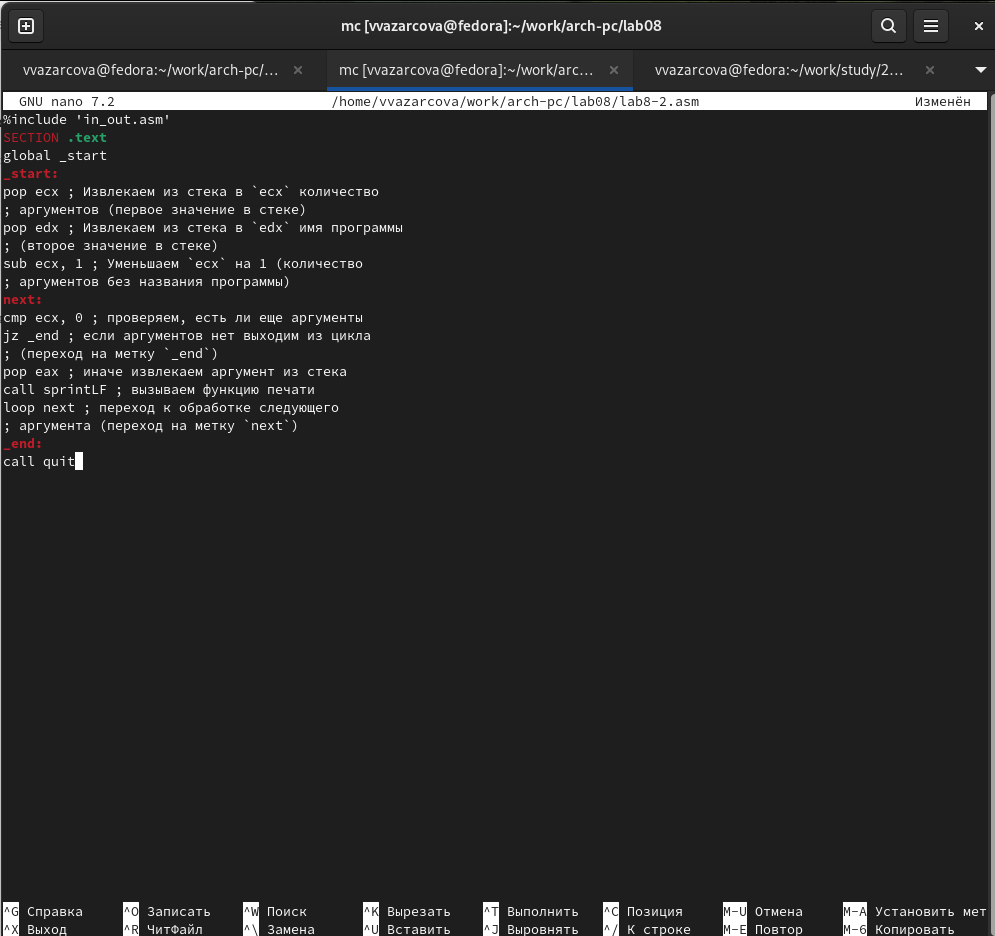 mc [vvazarcova@fedora]:~/work/arch-pc/lab08
vvazarcova@fedora:~/work/arch-pc/...
mc [vvazarcova@fedora]:~/work/arc...
vvazarcova@fedora:~/work/study/2...
GNU nano 7.2 /home/vvazarcova/work/arch-pc/lab08/lab8-2.asm Изменён
%include 'in_out.asm'
SECTION .text
global _start
_start:
pop ecx ; Извлекаем из стека в `ecx` количество
; аргументов (первое значение в стеке)
pop edx ; Извлекаем из стека в `edx` имя программы
; (второе значение в стеке)
sub ecx, 1 ; Уменьшаем `ecx` на 1 (количество
; аргументов без названия программы)
next:
cmp ecx, 0 ; проверяем, есть ли еще аргументы
jz _end ; если аргументов нет выходим из цикла
; (переход на метку `_end`)
pop eax ; иначе извлекаем аргумент из стека
call sprintLF ; вызываем функцию печати
loop next ; переход к обработке следующего
; аргумента (переход на метку `next`)
_end:
call quit
^G Справка ^O Записать ^W Поиск ^K Вырезать ^T Выполнить ^C Позиция M-U Отмена M-A Установить мет
^X Выход ^R ЧитФайл ^\ Замена ^U Вставить ^J Выровнять ^/ К строке M-E Повтор M-6 Копировать